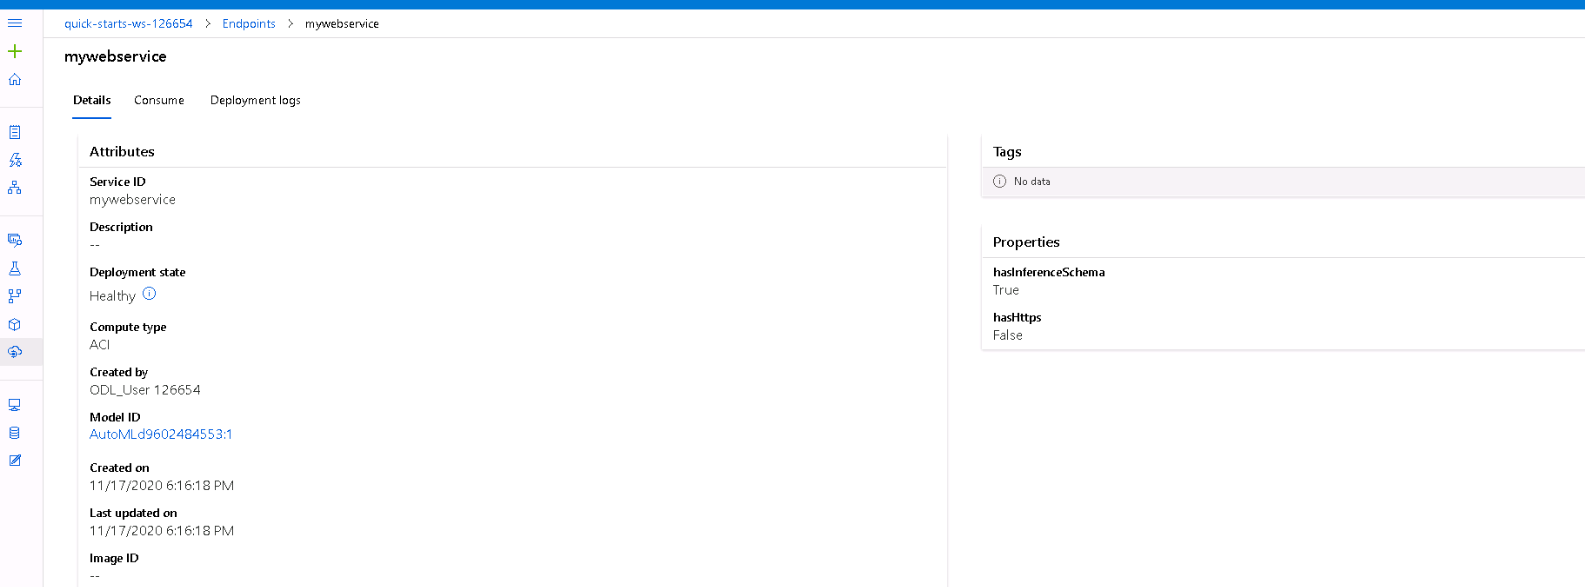 quick-starts-ws-126654 > Endpoints > mywebservice
mywebservice
Details Consume Deployment logs
Attributes
Service ID
mywebservice
Description
--
Deployment state
Healthy
Compute type
ACI
Created by
ODL_User 126654
Model ID
AutoMLd9602484553:1
Created on
11/17/2020 6:16:18 PM
Last updated on
11/17/2020 6:16:18 PM
Image ID
--
Tags
No data
Properties
hasInferenceSchema
True
hasHttps
False